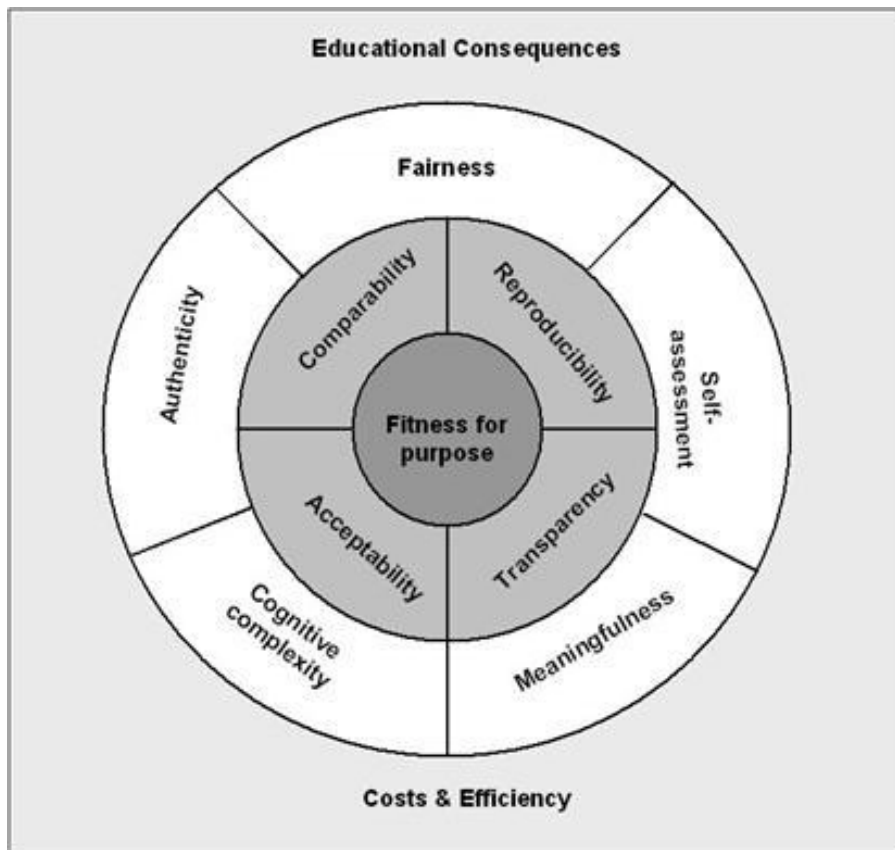 Educational Consequences
Fairness
Authenticity
Comparability
Reproducibility
Self-
assessment
Fitness for
purpose
Acceptability
Transparency
Cognitive
complexity
Meaningfulness
Costs & Efficiency